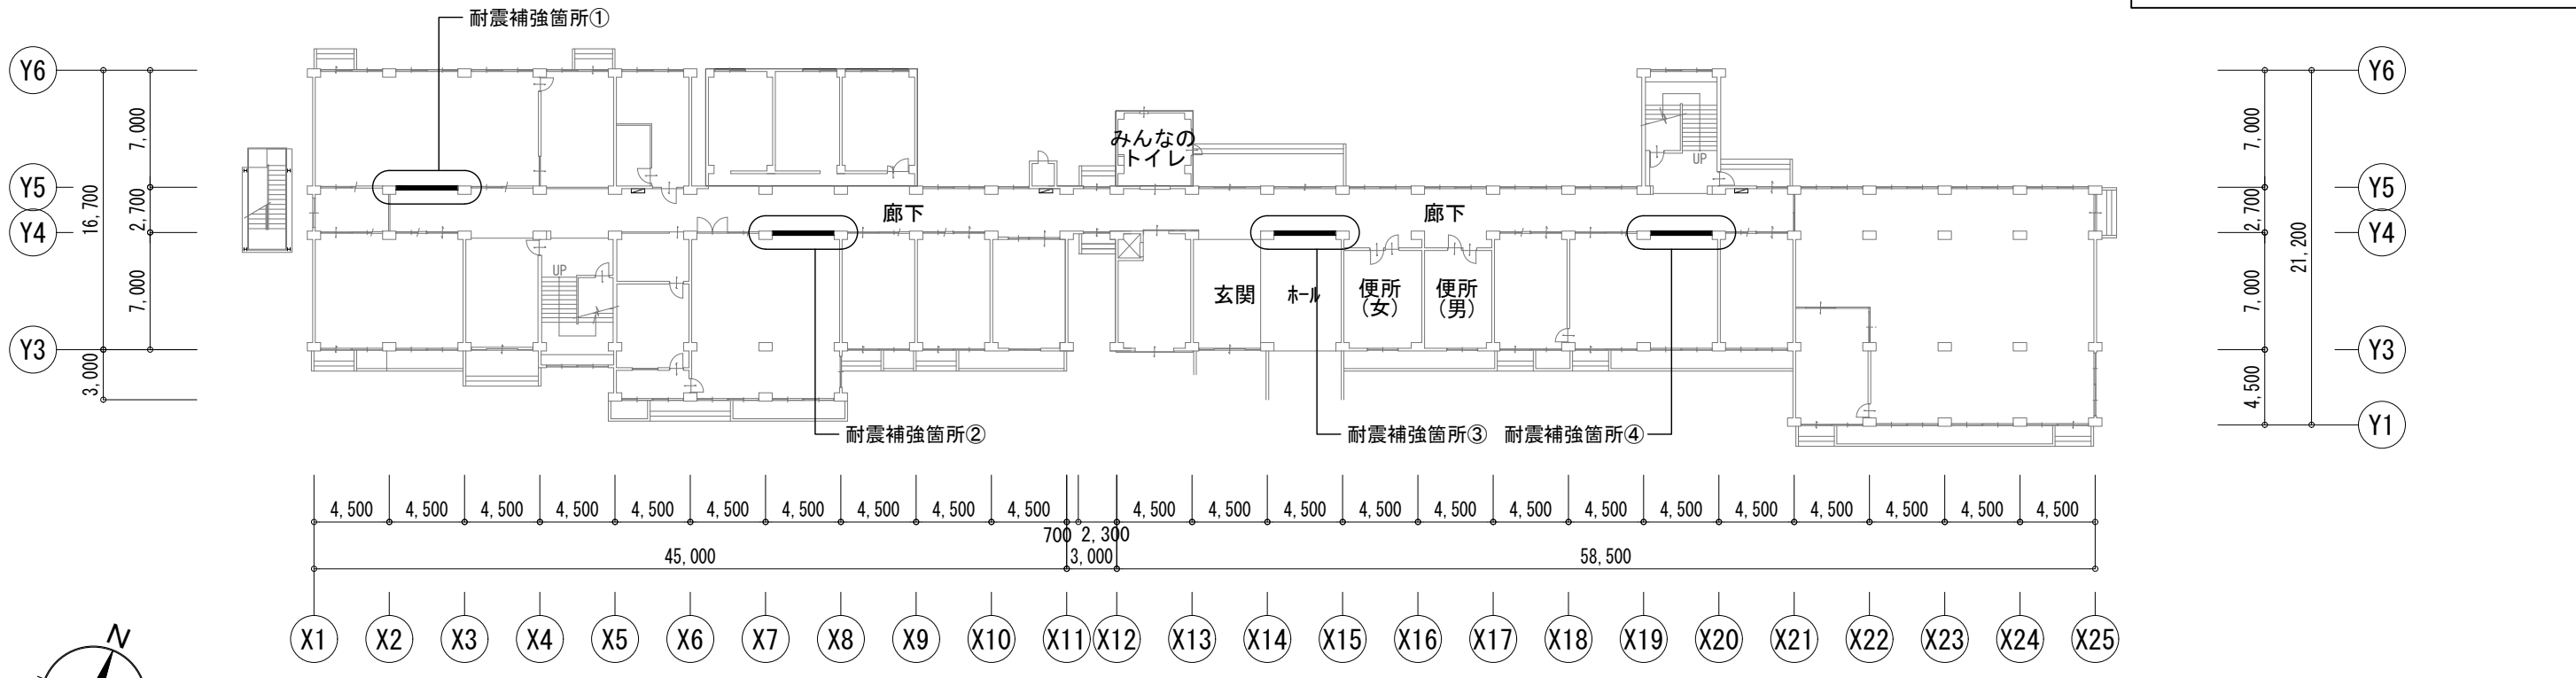 耐震補強箇所①
Y6
Y6
7,000
7,000
みんなの
トイレ
UP
Y5
Y5
16,700
2,700
2,700
21,200
廊下
廊下
Y4
Y4
UP
7,000
7,000
玄関
ホール
便所
(女)
便所
(男)
Y3
Y3
3,000
4,500
耐震補強箇所②
耐震補強箇所③
耐震補強箇所④
Y1
4,500 4,500 4,500 4,500 4,500 4,500 4,500 4,500 4,500 4,500 4,500 4,500 4,500 4,500 4,500 4,500 4,500 4,500 4,500 4,500 4,500 4,500 4,500
700 2,300
45,000 3,000 58,500
X1 X2 X3 X4 X5 X6 X7 X8 X9 X10 X11 X12 X13 X14 X15 X16 X17 X18 X19 X20 X21 X22 X23 X24 X25
N